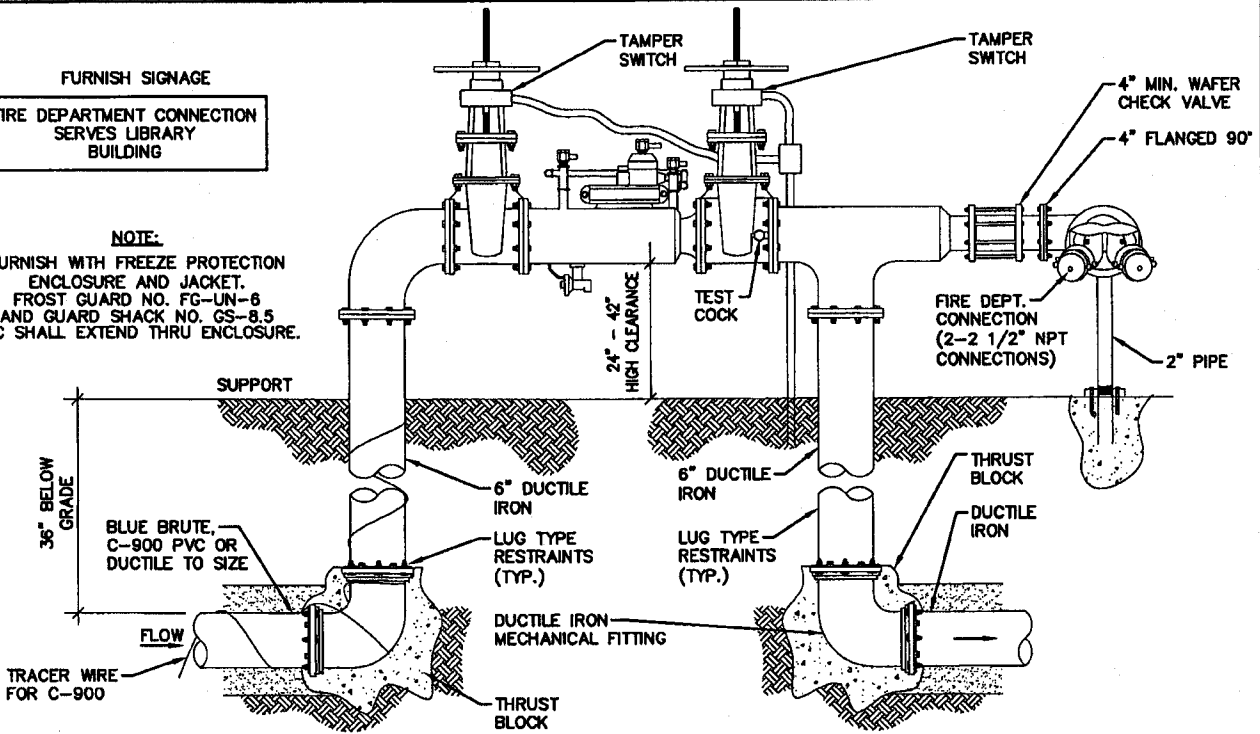 FURNISH SIGNAGE
IRE DEPARTMENT CONNECTION
SERVES LIBRARY
BUILDING
NOTE:
URNISH WITH FREEZE PROTECTION
ENCLOSURE AND JACKET.
FROST GUARD NO. FG-UN-6
AND GUARD SHACK NO. GS-8.5
C SHALL EXTEND THRU ENCLOSURE.
TAMPER
SWITCH
TAMPER
SWITCH
4" MIN. WAFER
CHECK VALVE
4" FLANGED 90°
TEST
COCK
24" - 42"
HIGH CLEARANCE
FIRE DEPT.
CONNECTION
(2-2 1/2" NPT
CONNECTIONS)
2" PIPE
SUPPORT
36" BELOW
GRADE
6" DUCTILE
IRON
6" DUCTILE
IRON
THRUST
BLOCK
BLUE BRUTE,
C-900 PVC OR
DUCTILE TO SIZE
LUG TYPE
RESTRAINTS
(TYP.)
LUG TYPE
RESTRAINTS
(TYP.)
DUCTILE
IRON
FLOW
DUCTILE IRON
MECHANICAL FITTING
TRACER WIRE
FOR C-900
THRUST
BLOCK